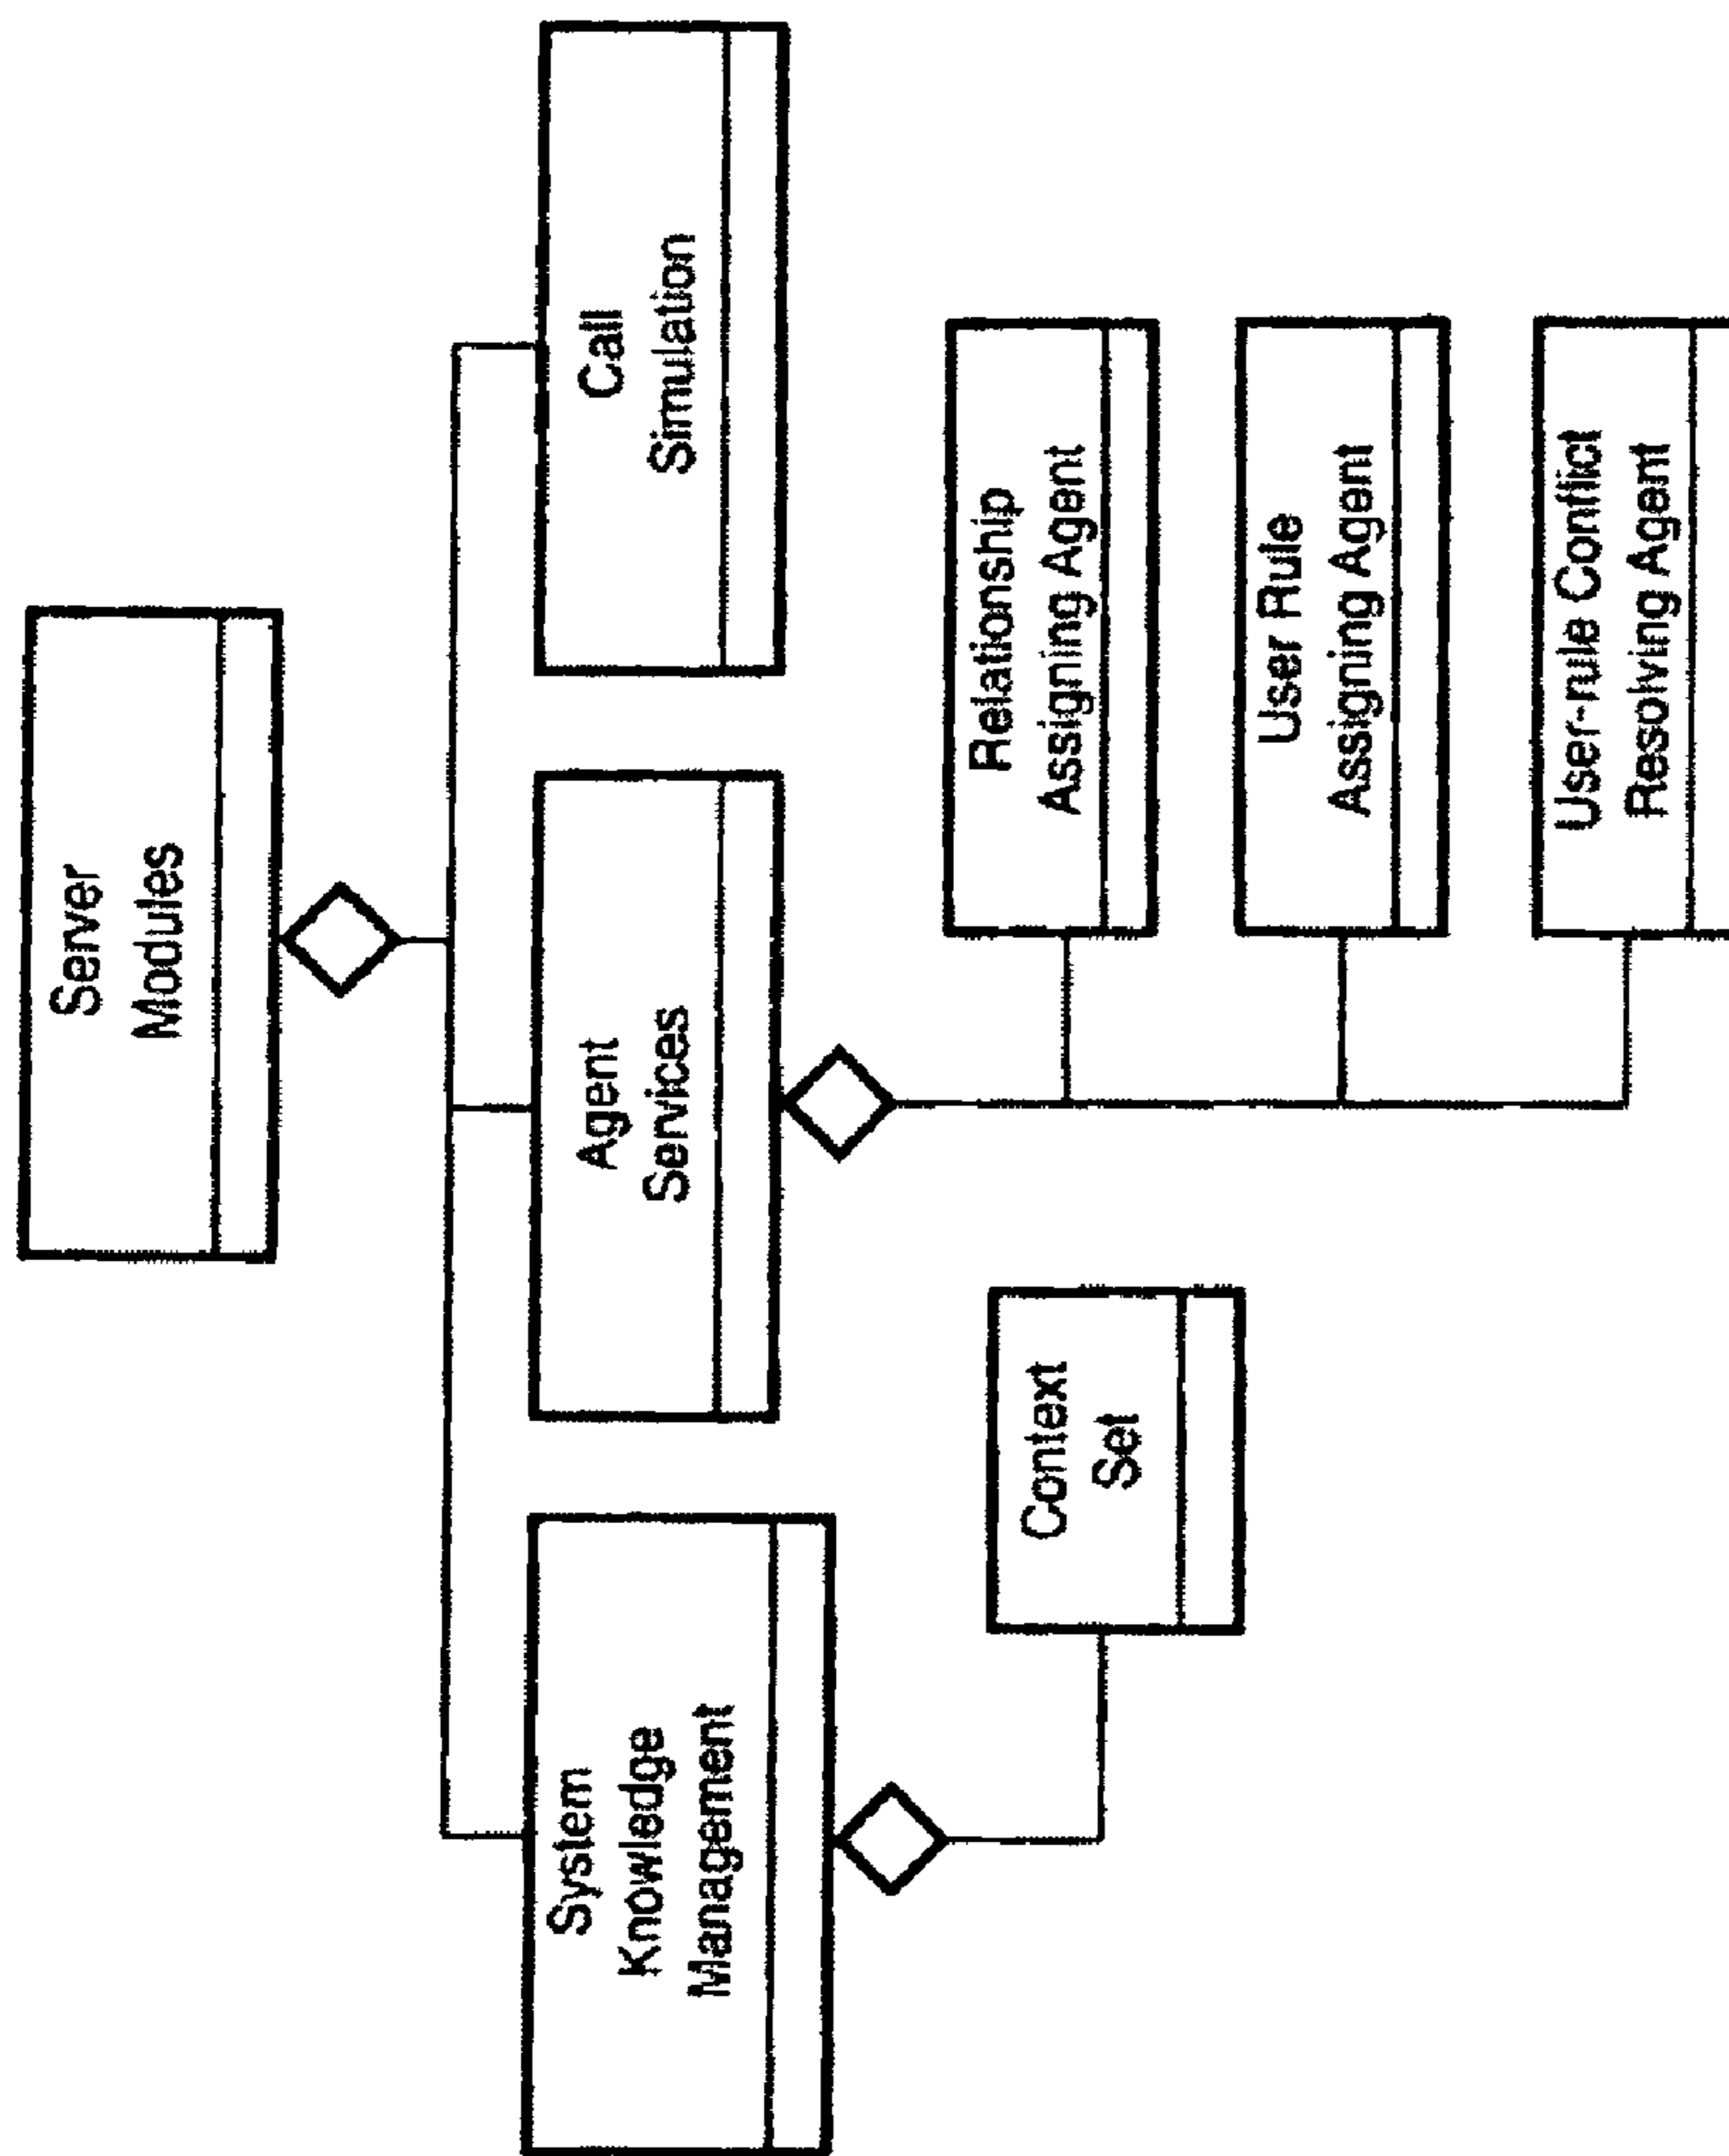 Server
Modules
System
Knowledge
Management
Agent
Services
Call
Simulation
Context
Set
Relationship
Assigning Agent
User Rule
Assigning Agent
User-rule Conflict
Resolving Agent